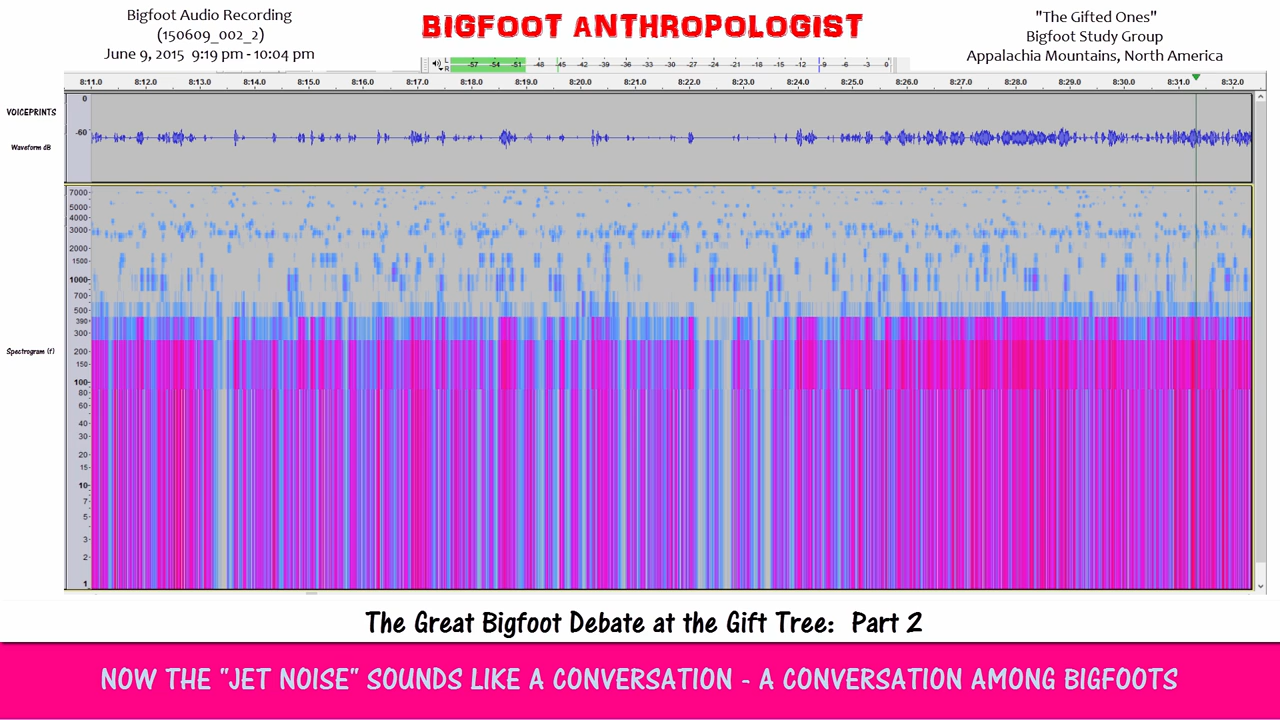 Bigfoot Audio Recording
(150609_002_2)
June 9, 2015 9:19 pm - 10:04 pm
BIGFOOT ANTHROPOLOGIST
"The Gifted Ones"
Bigfoot Study Group
Appalachia Mountains, North America
L
R
-57 -54 -51 -48 -45 -42 -39 -36 -33 -30 -27 -24 -21 -18 -15 -12 -9 -6 -3 0
8:11.0 8:12.0 8:13.0 8:14.0 8:15.0 8:16.0 8:17.0 8:18.0 8:19.0 8:20.0 8:21.0 8:22.0 8:23.0 8:24.0 8:25.0 8:26.0 8:27.0 8:28.0 8:29.0 8:30.0 8:31.0 8:32.0
VOICEPRINTS
Waveform dB
0
-60
Spectrogram (f)
7000
5000
4000
3000
2000
1500
1000
700
500
390
300
200
150
100
80
60
40
30
20
15
10
7
5
3
2
1
The Great Bigfoot Debate at the Gift Tree: Part 2
NOW THE "JET NOISE" SOUNDS LIKE A CONVERSATION - A CONVERSATION AMONG BIGFOOTS